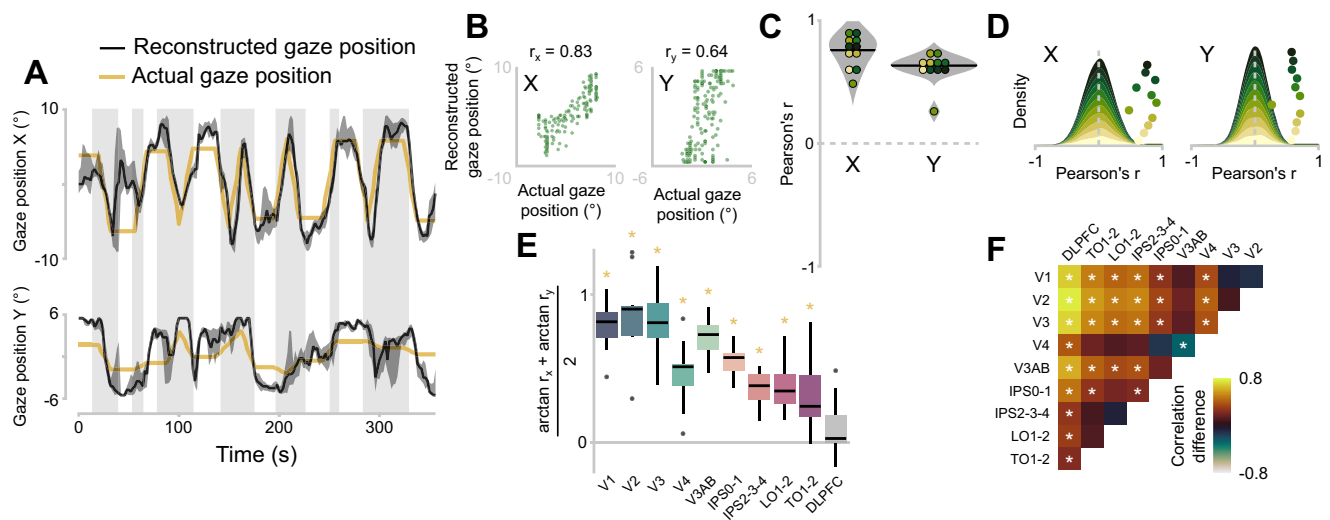 A
Reconstructed gaze position
Actual gaze position
Gaze position X (°)
10
-10
Gaze position Y (°)
6
-6
0
100
200
300
Time (s)
B
Reconstructed
gaze position (°)
rx = 0.83
X
-10
10
Actual gaze
position (°)
ry = 0.64
6
Y
-6
6
Actual gaze
position (°)
C
Pearson's r
1
0
-1
X
Y
D
Density
X
-1
1
Pearson's r
Y
-1
1
Pearson's r
E
arctan rx + arctan ry
2
1
0
* * * * * * * * *
V1
V2
V3
V4
V3AB
IPS0-1
IPS2-3-4
LO1-2
TO1-2
DLPFC
F
DLPFC
TO1-2
LO1-2
IPS2-3-4
IPS0-1
V3AB
V4
V3
V2
V1 * * * * * *
V2 * * * * * *
V3 * * * * * *
V4 * *
V3AB * * * *
IPS0-1 * * *
IPS2-3-4 *
LO1-2 *
TO1-2 *
Correlation
difference
0.8
-0.8